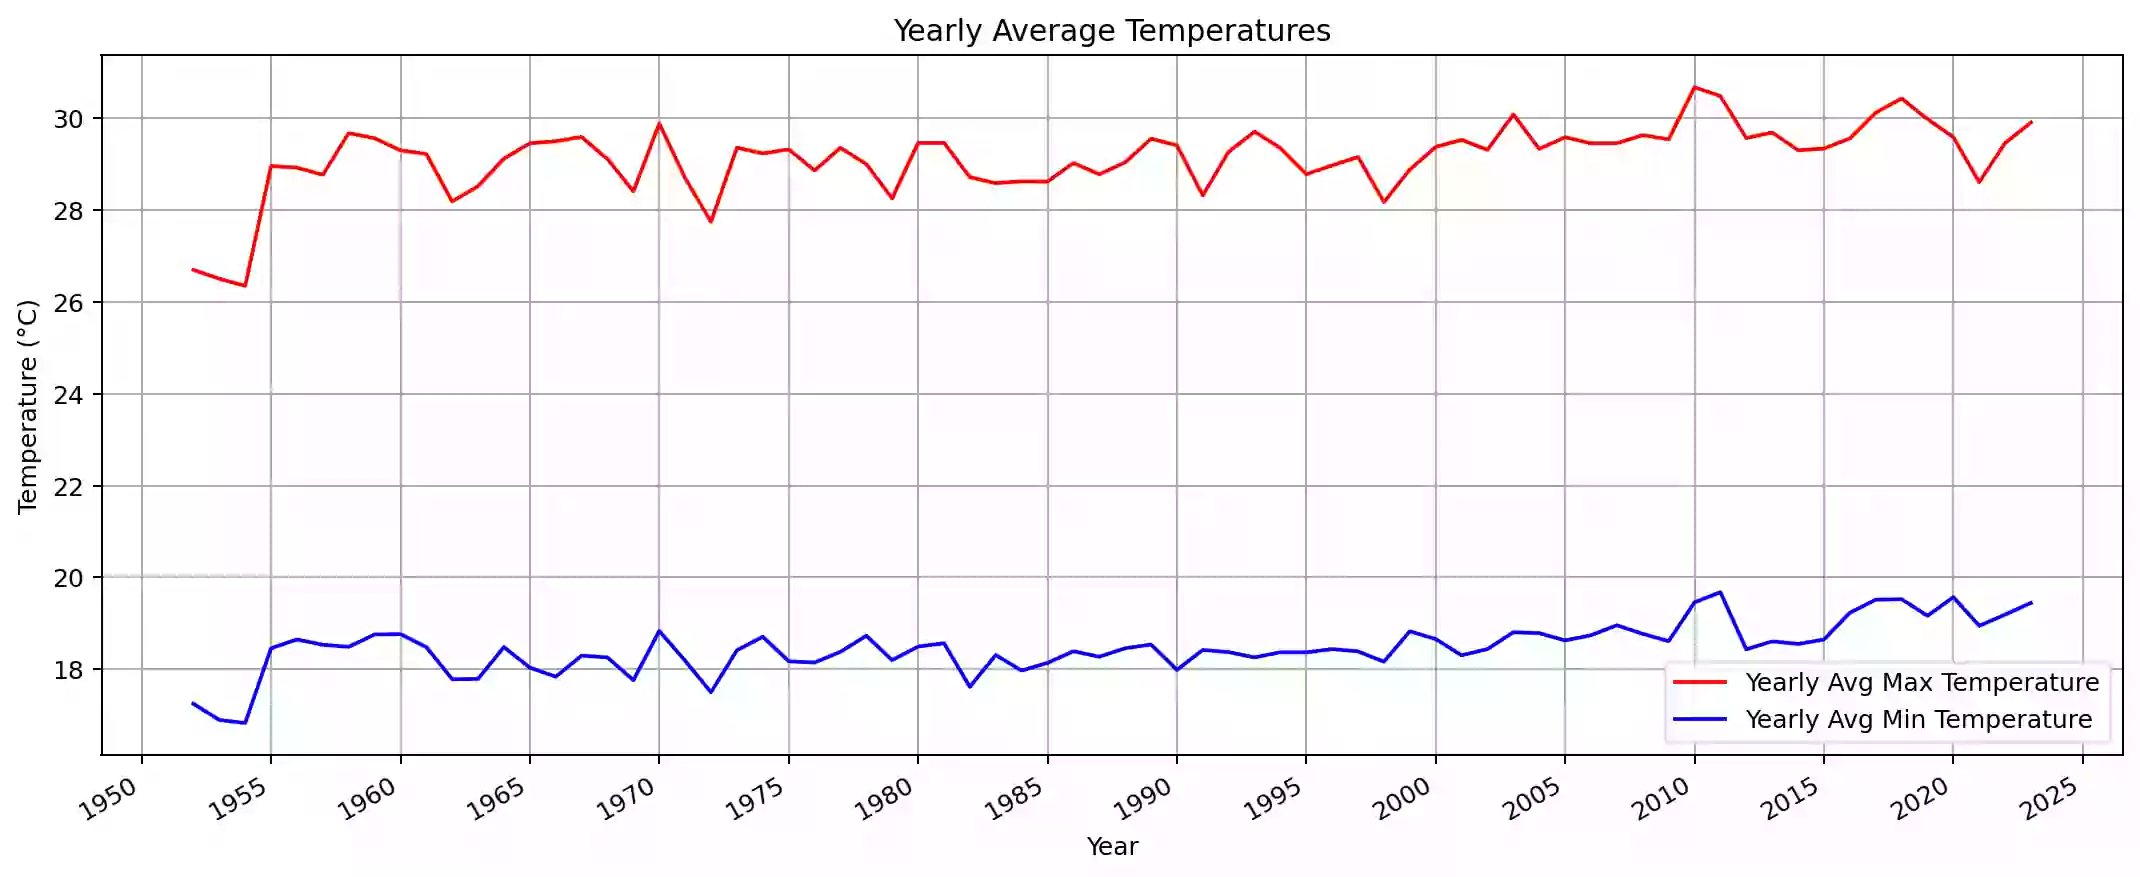 Yearly Average Temperatures
Temperature (°C)
30
28
26
24
22
20
18
Yearly Avg Max Temperature
Yearly Avg Min Temperature
1950 1955 1960 1965 1970 1975 1980 1985 1990 1995 2000 2005 2010 2015 2020 2025
Year